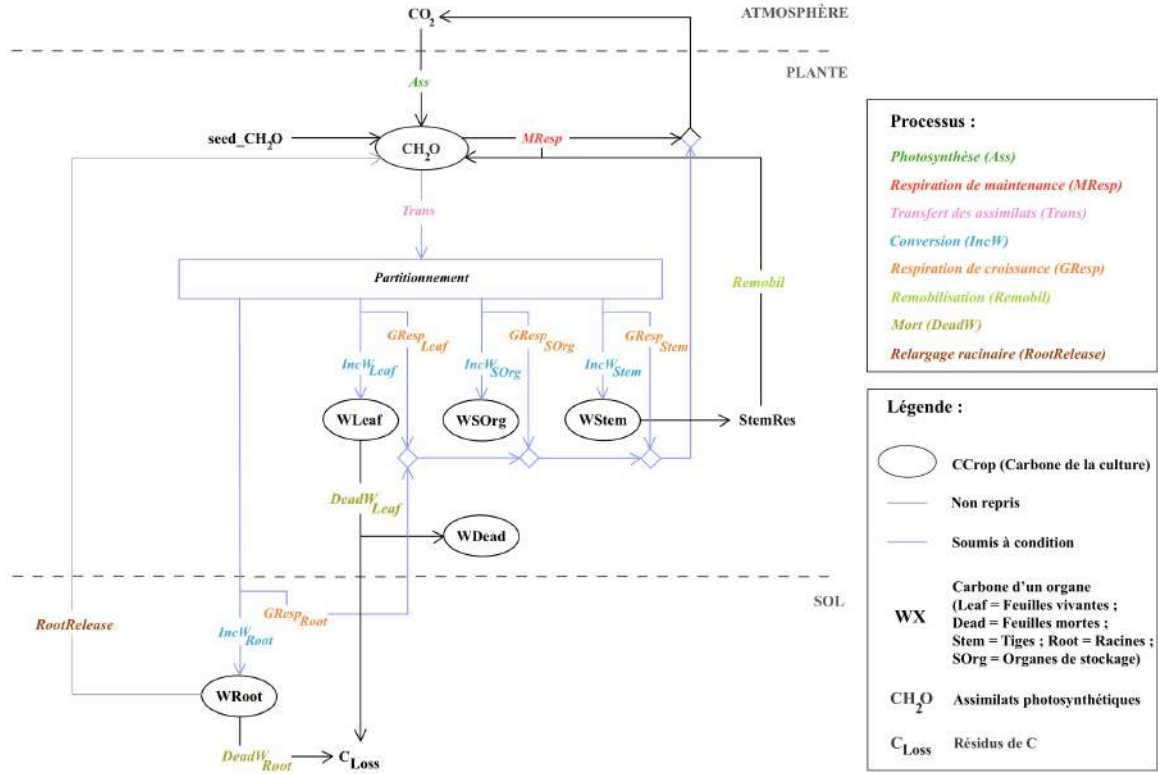 CO2
ATMOSPHÈRE
PLANTE
Ass
seed_CH2O
CH2O
MResp
Trans
Partitionnement
Remobil
GResp Leaf
GResp SOrg
GResp Stem
IncW Leaf
IncW SOrg
IncW Stem
WLeaf
WSOrg
WStem
StemRes
DeadW Leaf
WDead
SOL
GResp Root
RootRelease
IncW Root
WRoot
DeadW Root
C Loss
Processus :
Photosynthèse (Ass)
Respiration de maintenance (MResp)
Transfert des assimilats (Trans)
Conversion (IncW)
Respiration de croissance (GResp)
Remobilisation (Remobil)
Mort (DeadW)
Relargage racinaire (RootRelease)
Légende :
CCrop (Carbone de la culture)
Non repris
Soumis à condition
WX
Carbone d'un organe
(Leaf = Feuilles vivantes ;
Dead = Feuilles mortes ;
Stem = Tiges ; Root = Racines ;
SOrg = Organes de stockage)
CH2O Assimilats photosynthétiques
C Loss Résidus de C